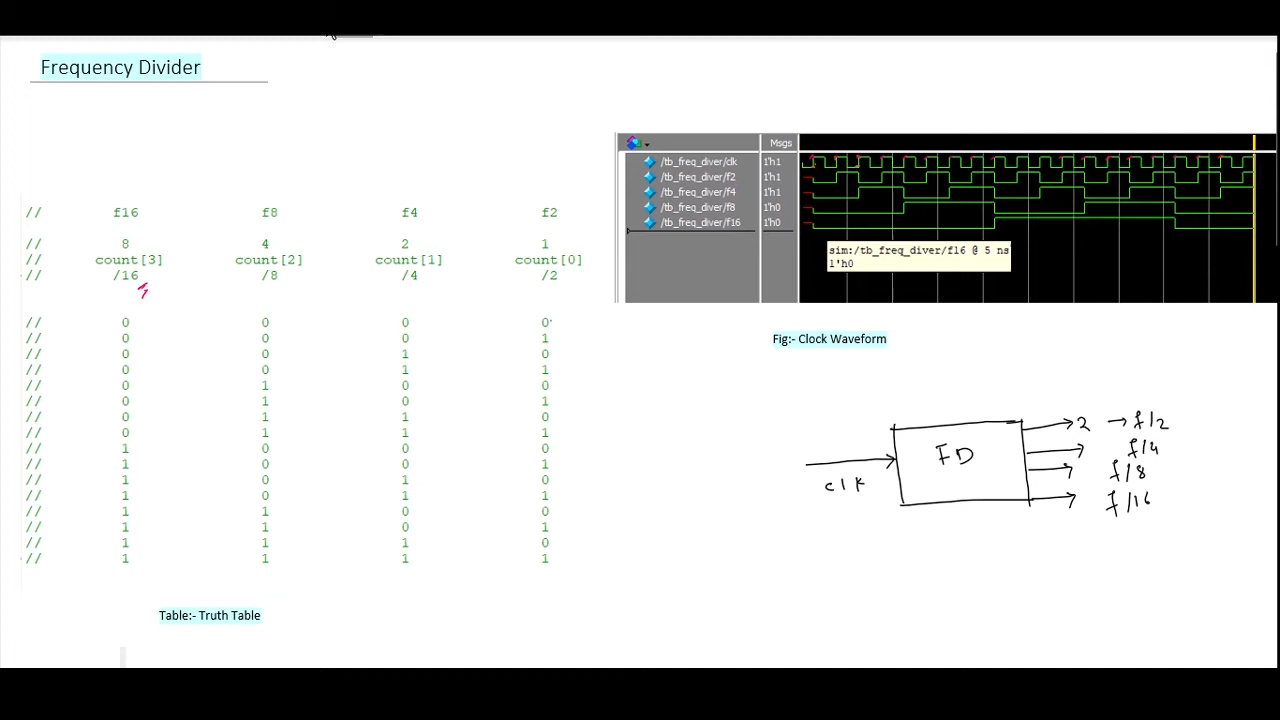 Frequency Divider
// f16 f8 f4 f2
// 8 4 2 1
// count[3] count[2] count[1] count[0]
// /16 /8 /4 /2
// 0 0 0 0
// 0 0 0 1
// 0 0 1 0
// 0 0 1 1
// 0 1 0 0
// 0 1 0 1
// 0 1 1 0
// 0 1 1 1
// 1 0 0 0
// 1 0 0 1
// 1 0 1 0
// 1 0 1 1
// 1 1 0 0
// 1 1 0 1
// 1 1 1 0
// 1 1 1 1
Table:- Truth Table
Msgs
/tb_freq_diver/clk 1'h1
/tb_freq_diver/f2 1'h1
/tb_freq_diver/f4 1'h1
/tb_freq_diver/f8 1'h0
/tb_freq_diver/f16 1'h0
sim:/tb_freq_diver/f16 @ 5 ns
1'h0
Fig:- Clock Waveform
clk
FD
2 → f/2
f/4
f/8
f/16